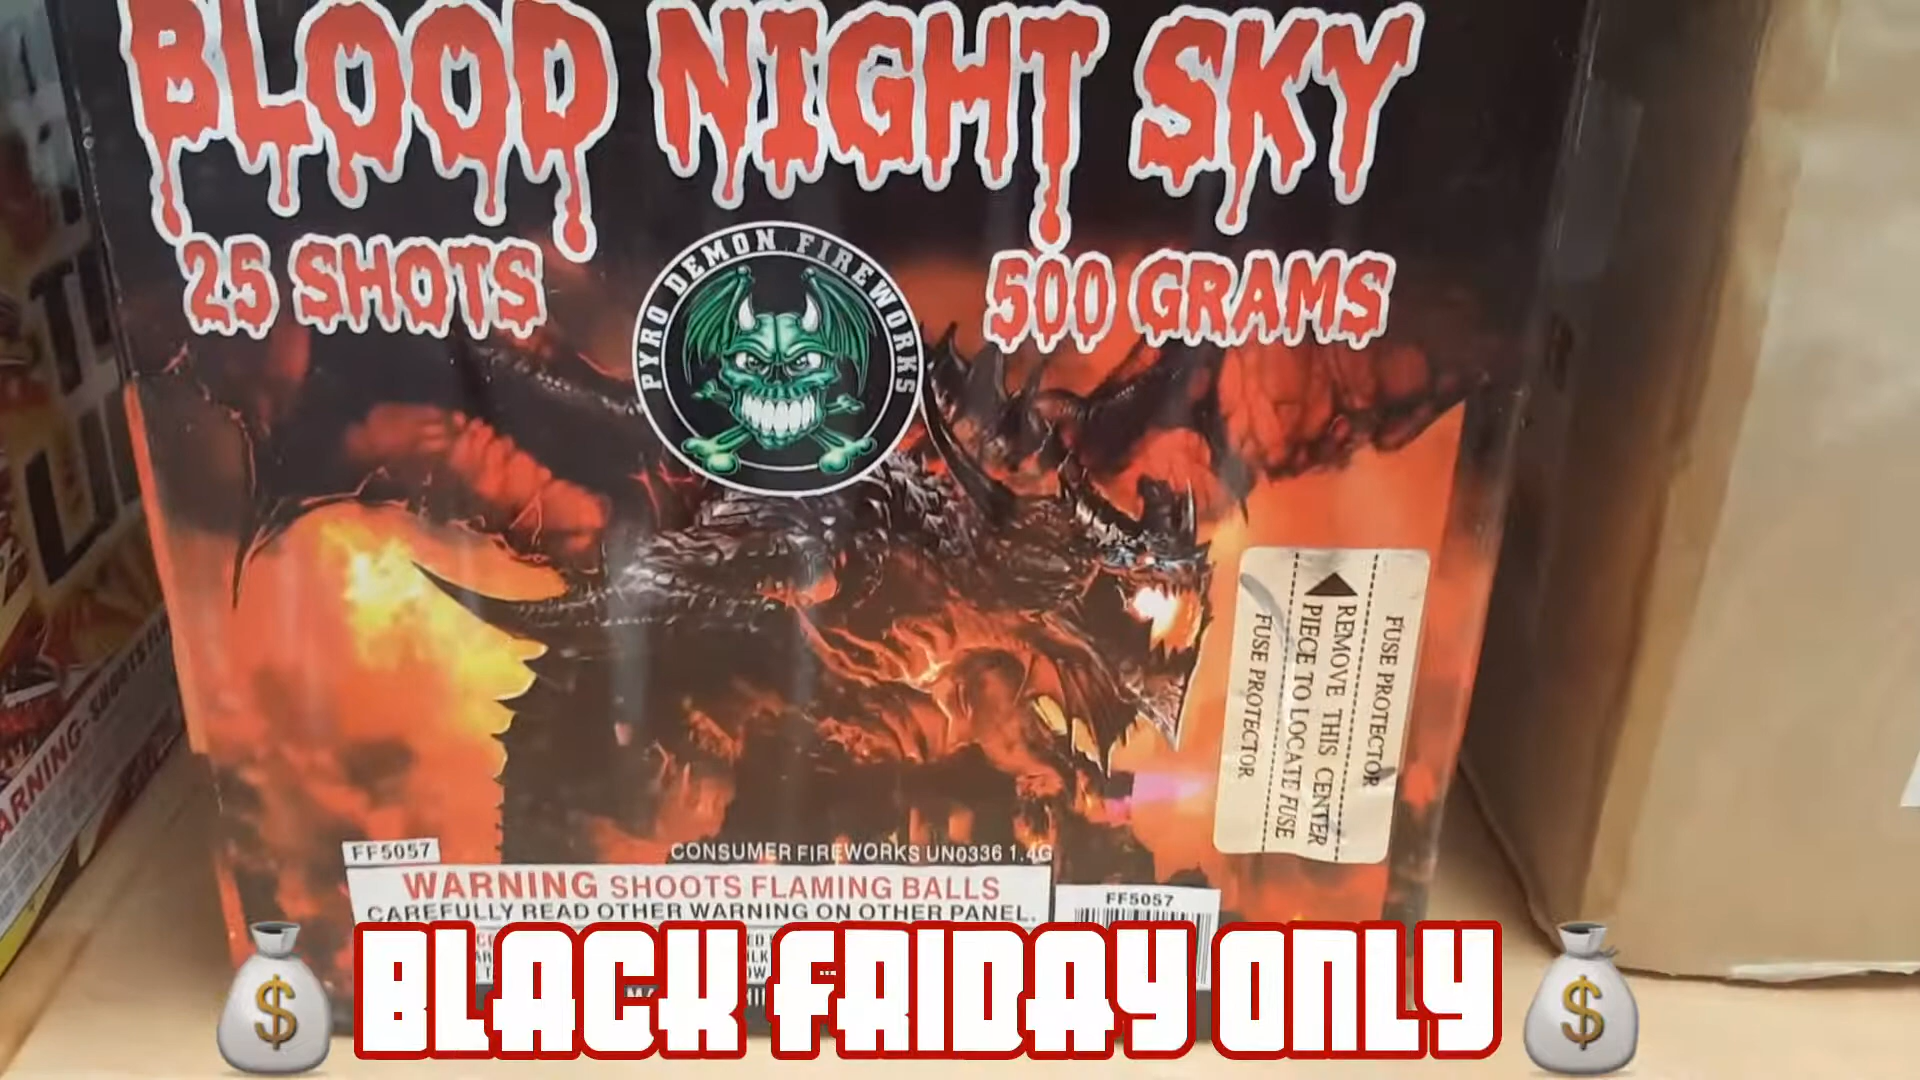 BLOOD NIGHT SKY
25 SHOTS
500 GRAMS
PYRO DEMON FIREWORKS
FUSE PROTECTOR
REMOVE THIS CENTER
PIECE TO LOCATE FUSE
FUSE PROTECTOR
FF5057
CONSUMER FIREWORKS UN0336 1.4G
WARNING SHOOTS FLAMING BALLS
CAREFULLY READ OTHER WARNING ON OTHER PANEL.
FF5057
BLACK FRIDAY ONLY